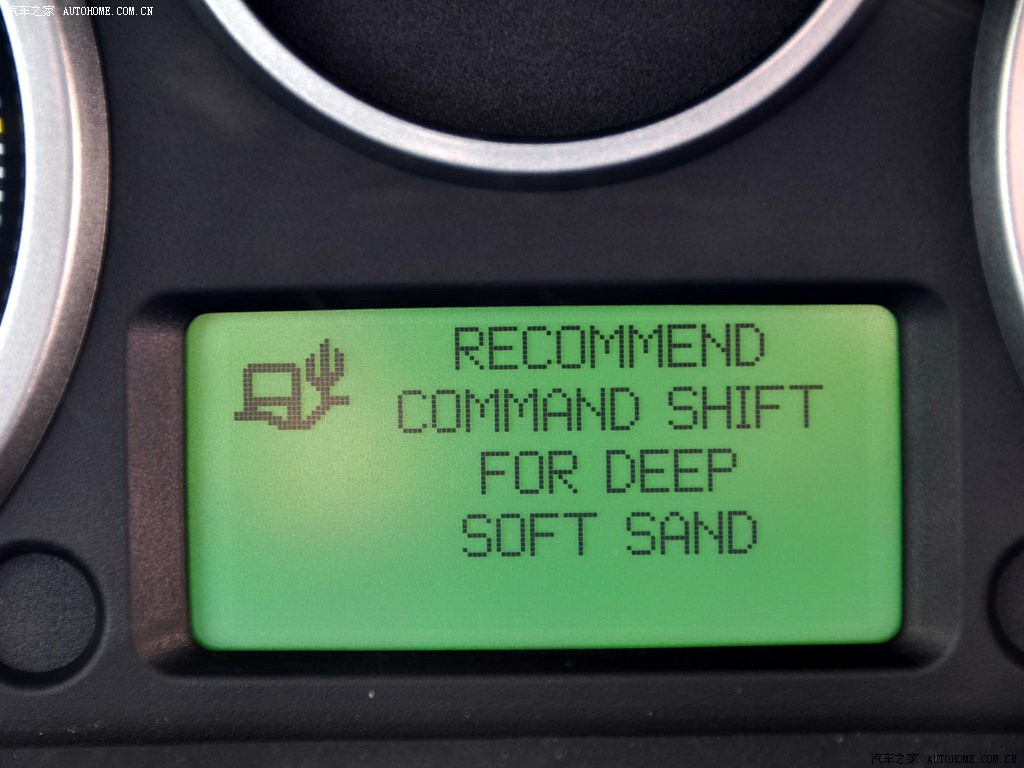 汽车之家 AUTOHOME.COM.CN
RECOMMEND
COMMAND SHIFT
FOR DEEP
SOFT SAND
汽车之家 AUTOHOME.COM.CN